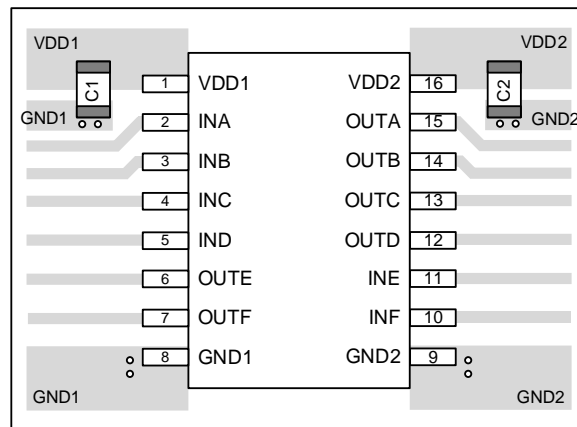 VDD1
VDD2
C1
C2
GND1
GND2
1 VDD1 VDD2 16
2 INA OUTA 15
3 INB OUTB 14
4 INC OUTC 13
5 IND OUTD 12
6 OUTE INE 11
7 OUTF INF 10
8 GND1 GND2 9
GND1
GND2